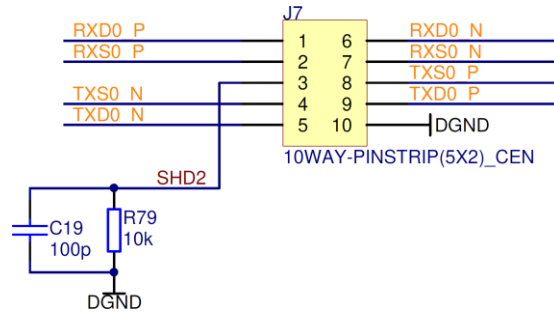 J7
RXD0_P 1 6 RXD0_N
RXS0_P 2 7 RXS0_N
3 8 TXS0_P
TXS0_N 4 9 TXD0_P
TXD0_N 5 10 DGND
10WAY-PINSTRIP(5X2)_CEN
SHD2
C19 R79
100p 10k
DGND